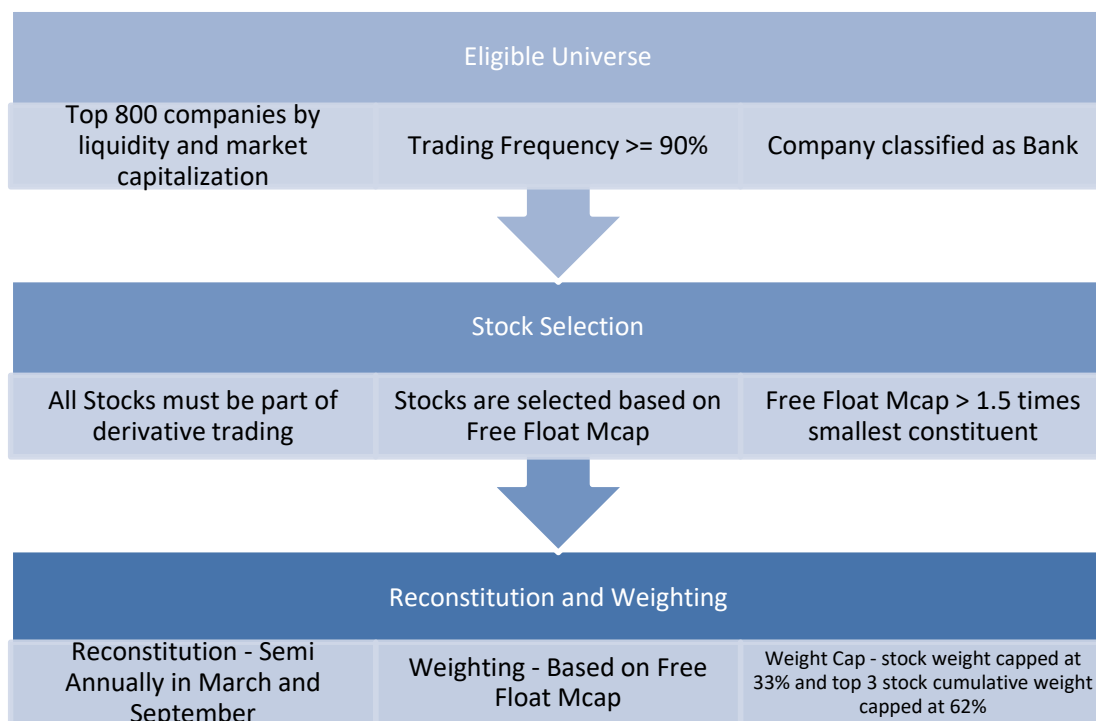 Eligible Universe
Top 800 companies by
liquidity and market
capitalization
Trading Frequency >= 90%
Company classified as Bank
Stock Selection
All Stocks must be part of
derivative trading
Stocks are selected based on
Free Float Mcap
Free Float Mcap > 1.5 times
smallest constituent
Reconstitution and Weighting
Reconstitution - Semi
Annually in March and
September
Weighting - Based on Free
Float Mcap
Weight Cap - stock weight capped at
33% and top 3 stock cumulative weight
capped at 62%